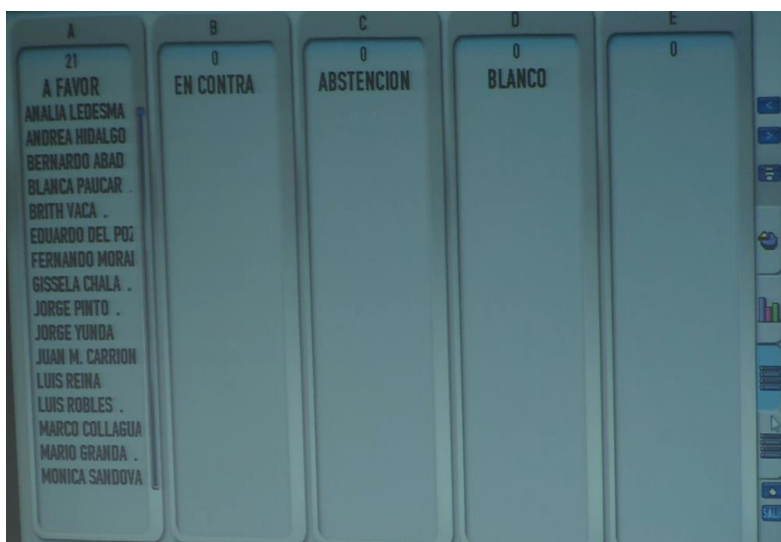 A
21
A FAVOR
ANALIA LEDESMA
ANDREA HIDALGO
BERNARDO ABAD
BLANCA PAUCAR .
BRITH VACA .
EDUARDO DEL POZ
FERNANDO MORAL
GISSELA CHALA .
JORGE PINTO .
JORGE YUNDA
JUAN M. CARRION
LUIS REINA
LUIS ROBLES .
MARCO COLLAGUA
MARIO GRANDA .
MONICA SANDOVA
B
0
EN CONTRA
C
0
ABSTENCION
D
0
BLANCO
E
0